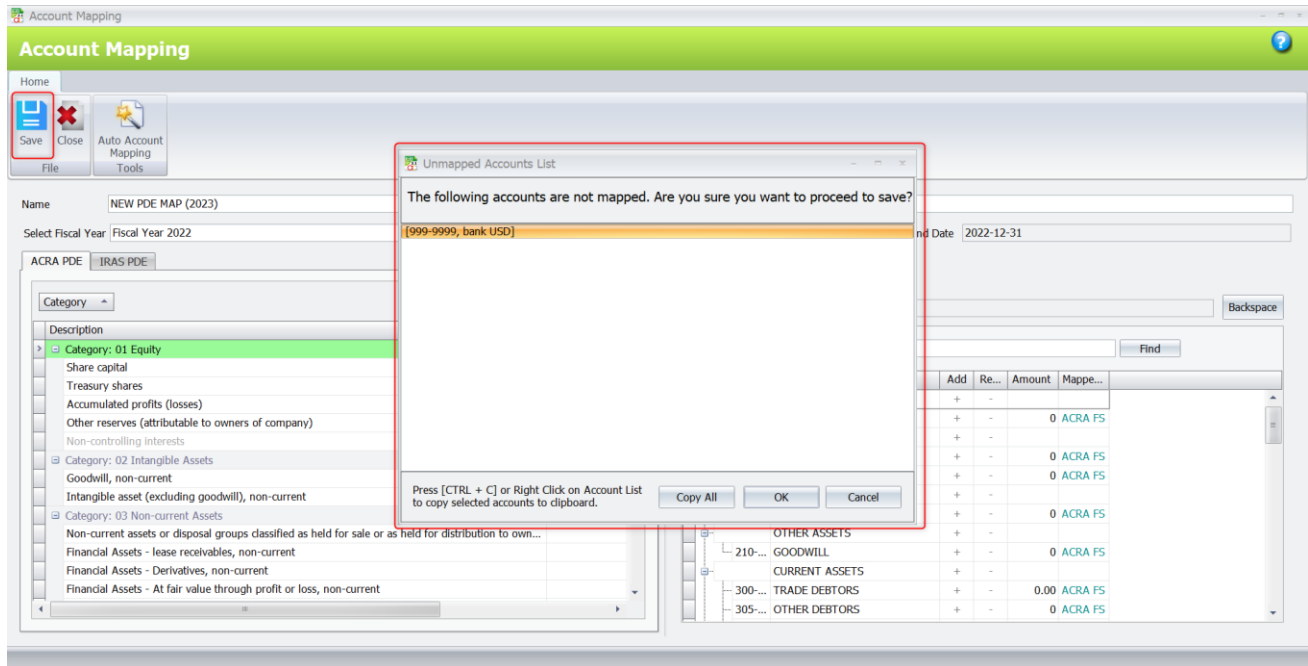 Account Mapping
Account Mapping
Home
Save Close Auto Account Mapping
File Tools
Name NEW PDE MAP (2023)
Select Fiscal Year Fiscal Year 2022
nd Date 2022-12-31
ACRA PDE IRAS PDE
Category
Backspace
Description
Find
Category: 01 Equity
Share capital
Treasury shares
Accumulated profits (losses)
Other reserves (attributable to owners of company)
Non-controlling interests
Category: 02 Intangible Assets
Goodwill, non-current
Intangible asset (excluding goodwill), non-current
Category: 03 Non-current Assets
Non-current assets or disposal groups classified as held for sale or as held for distribution to own...
Financial Assets - lease receivables, non-current
Financial Assets - Derivatives, non-current
Financial Assets - At fair value through profit or loss, non-current
Unmapped Accounts List
The following accounts are not mapped. Are you sure you want to proceed to save?
[999-9999, bank USD]
Press [CTRL + C] or Right Click on Account List
to copy selected accounts to clipboard.
Copy All OK Cancel
Add Re... Amount Mappe...
+ -
+ - 0 ACRA FS
+ -
+ - 0 ACRA FS
+ - 0 ACRA FS
+ -
+ - 0 ACRA FS
OTHER ASSETS + -
210-... GOODWILL + - 0 ACRA FS
CURRENT ASSETS + -
300-... TRADE DEBTORS + - 0.00 ACRA FS
305-... OTHER DEBTORS + - 0 ACRA FS